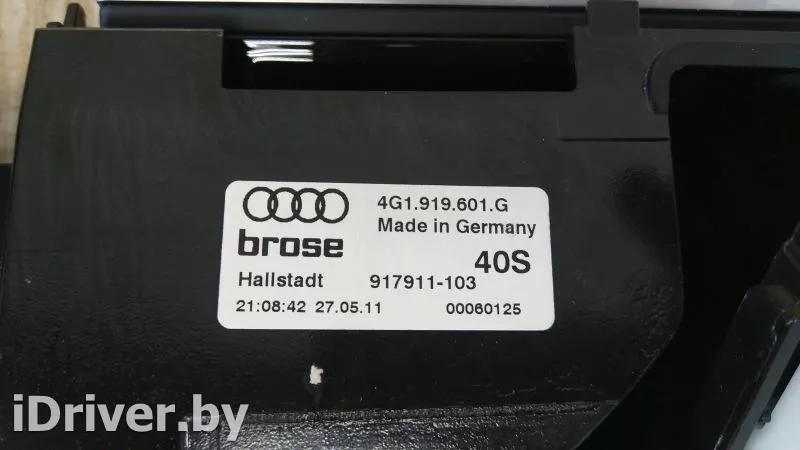 4G1.919.601.G
Made in Germany
brose
40S
Hallstadt 917911-103
21:08:42 27.05.11 00060125
iDriver.by